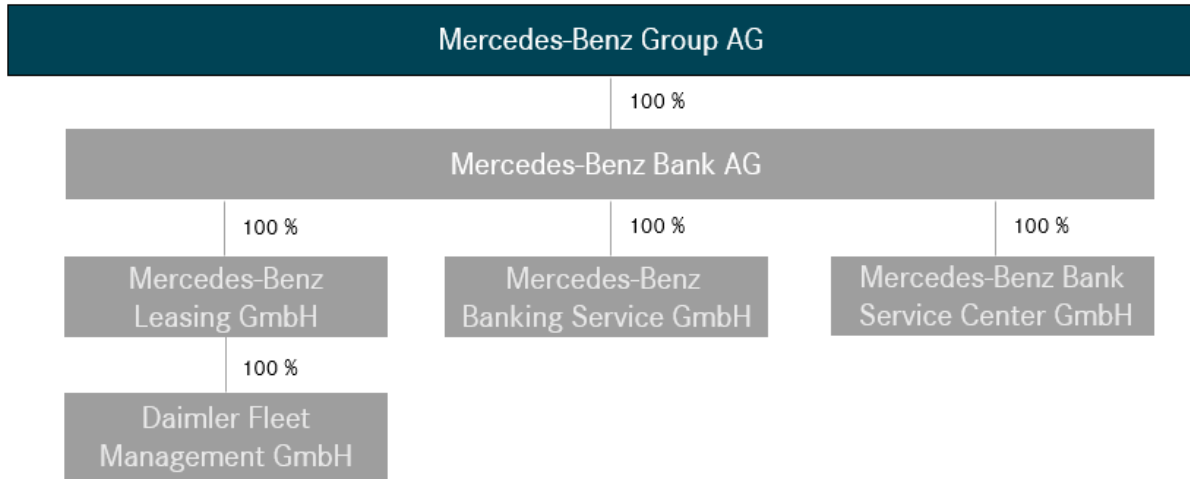 Mercedes-Benz Group AG
100 %
Mercedes-Benz Bank AG
100 %
100 %
100 %
Mercedes-Benz
Leasing GmbH
Mercedes-Benz
Banking Service GmbH
Mercedes-Benz Bank
Service Center GmbH
100 %
Daimler Fleet
Management GmbH